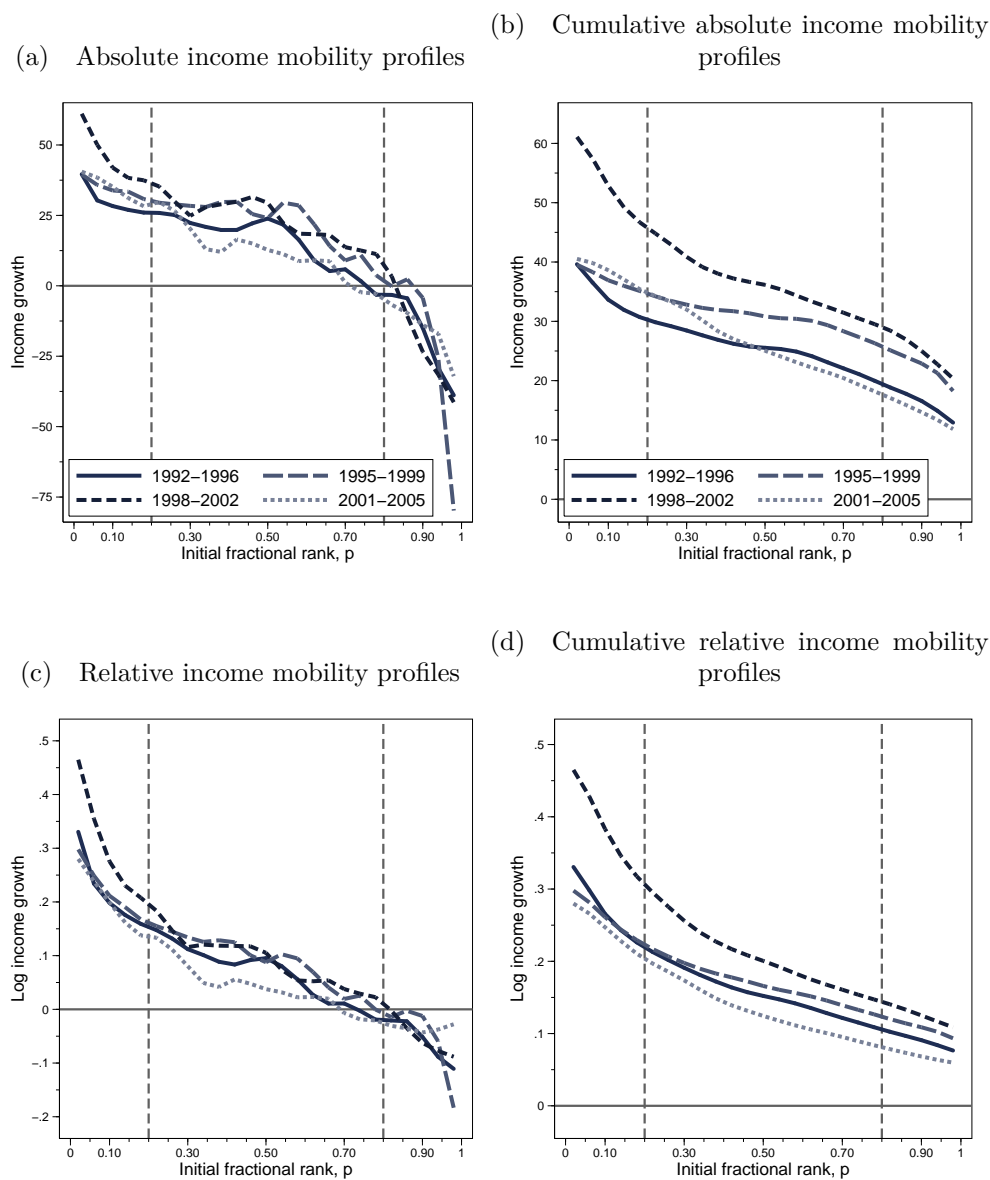 (a) Absolute income mobility profiles
50
25
0
−25
−50
−75
Income growth
1992−1996 1995−1999
1998−2002 2001−2005
0 0.10 0.30 0.50 0.70 0.90 1
Initial fractional rank, p
(b) Cumulative absolute income mobility
profiles
60
50
40
30
20
10
0
Income growth
1992−1996 1995−1999
1998−2002 2001−2005
0 0.10 0.30 0.50 0.70 0.90 1
Initial fractional rank, p
(c) Relative income mobility profiles
.5
.4
.3
.2
.1
0
−.1
−.2
Log income growth
0 0.10 0.30 0.50 0.70 0.90 1
Initial fractional rank, p
(d) Cumulative relative income mobility
profiles
.5
.4
.3
.2
.1
0
Log income growth
0 0.10 0.30 0.50 0.70 0.90 1
Initial fractional rank, p